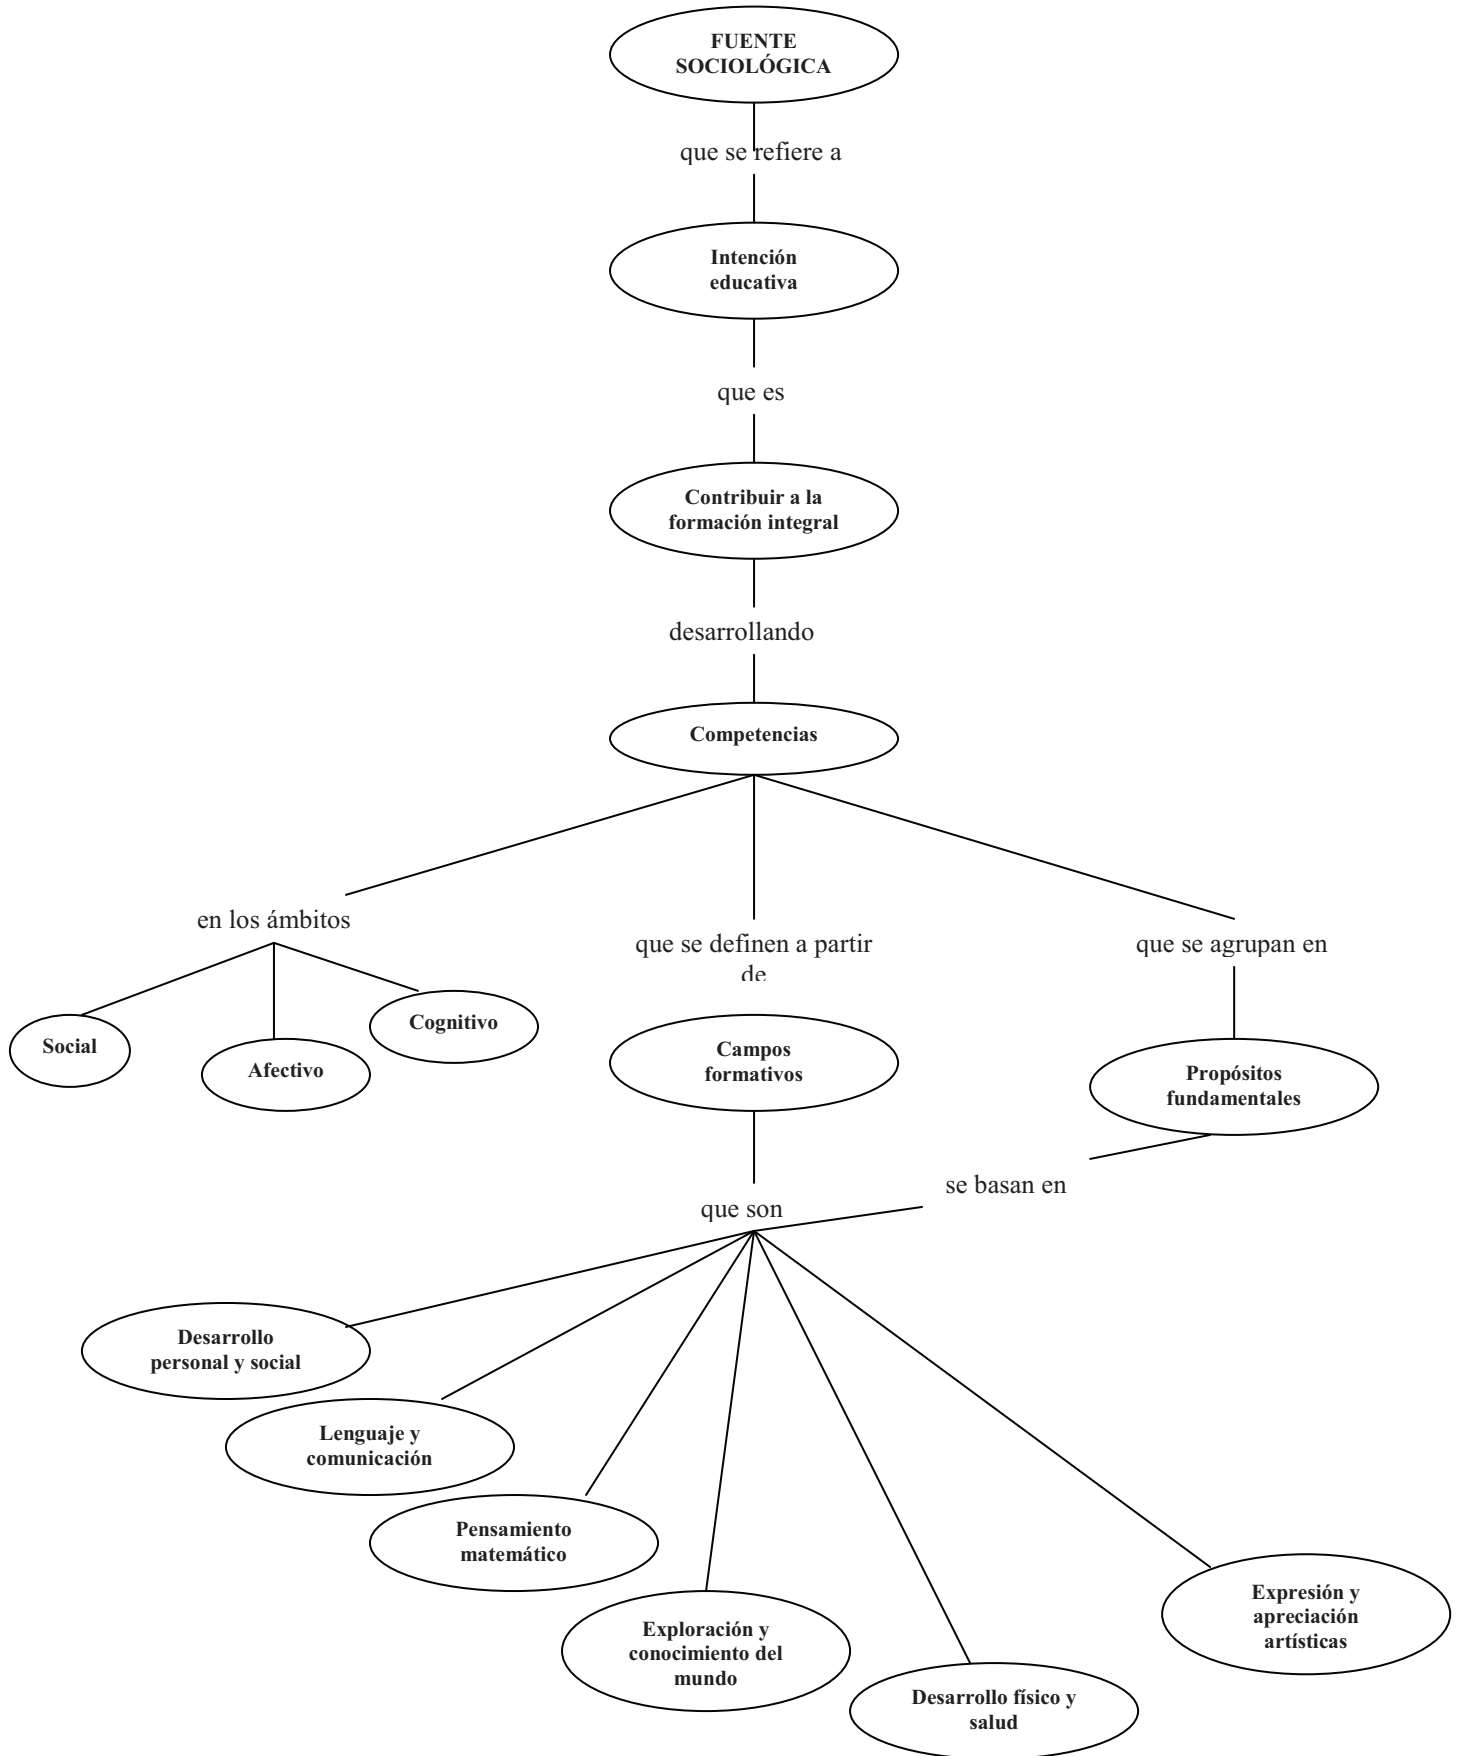 FUENTE
SOCIOLÓGICA
que se refiere a
Intención
educativa
que es
Contribuir a la
formación integral
desarrollando
Competencias
en los ámbitos
que se definen a partir
de
que se agrupan en
Social
Afectivo
Cognitivo
Campos
formativos
Propósitos
fundamentales
se basan en
que son
Desarrollo
personal y social
Lenguaje y
comunicación
Pensamiento
matemático
Exploración y
conocimiento del
mundo
Desarrollo físico y
salud
Expresión y
apreciación
artísticas